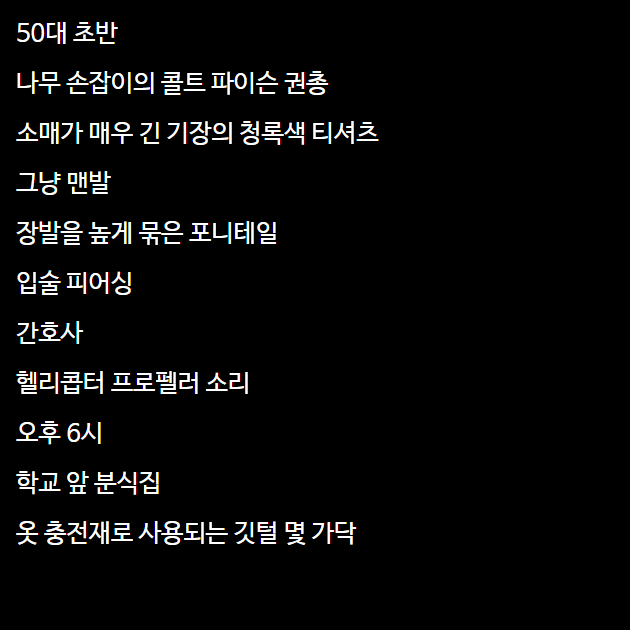 50대 초반
나무 손잡이의 콜트 파이슨 권총
소매가 매우 긴 기장의 청록색 티셔츠
그냥 맨발
장발을 높게 묶은 포니테일
입술 피어싱
간호사
헬리콥터 프로펠러 소리
오후 6시
학교 앞 분식집
옷 충전재로 사용되는 깃털 몇 가닥